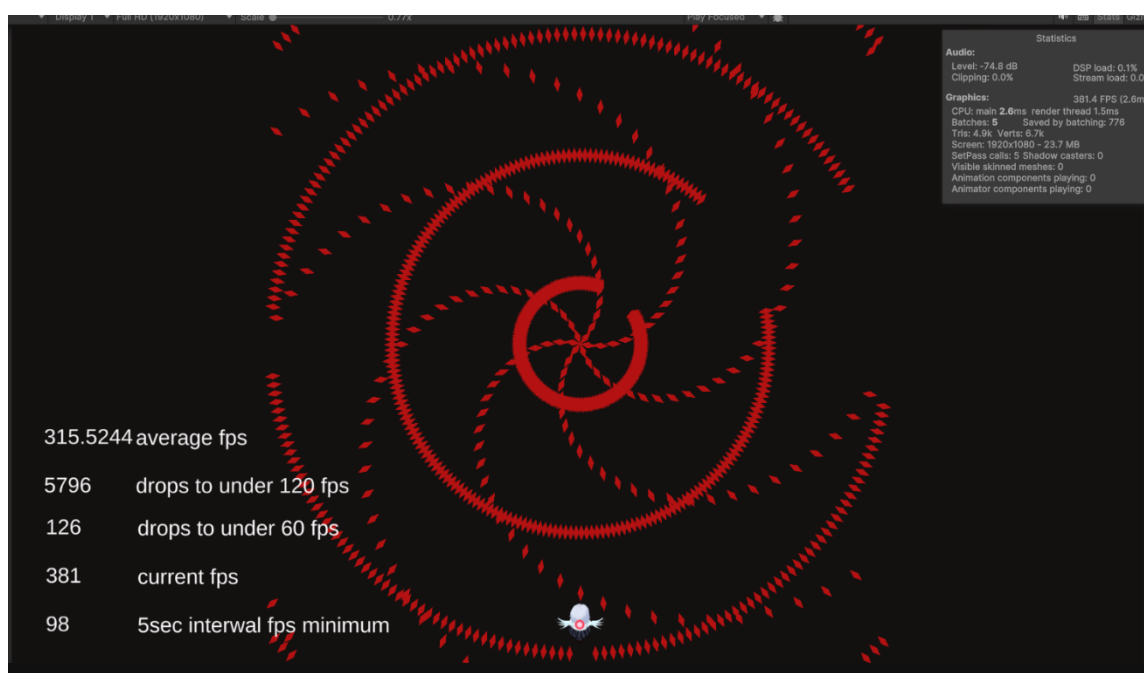 Display 1 Full HD (1920x1080) Scale 0.77x Play Focused Stats Giz
Statistics
Audio:
Level: -74.8 dB DSP load: 0.1%
Clipping: 0.0% Stream load: 0.0
Graphics: 381.4 FPS (2.6m
CPU: main 2.6ms render thread 1.5ms
Batches: 5 Saved by batching: 776
Tris: 4.9k Verts: 6.7k
Screen: 1920x1080 - 23.7 MB
SetPass calls: 5 Shadow casters: 0
Visible skinned meshes: 0
Animation components playing: 0
Animator components playing: 0
315.5244 average fps
5796 drops to under 120 fps
126 drops to under 60 fps
381 current fps
98 5sec interwal fps minimum